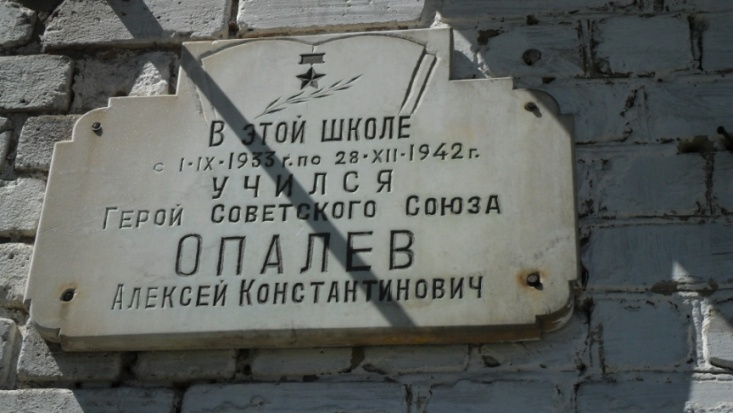 В ЭТОЙ ШКОЛЕ
с 1·IX·1933 г. по 28·XII·1942 г.
УЧИЛСЯ
ГЕРОЙ СОВЕТСКОГО СОЮЗА
ОПАЛЕВ
АЛЕКСЕЙ КОНСТАНТИНОВИЧ